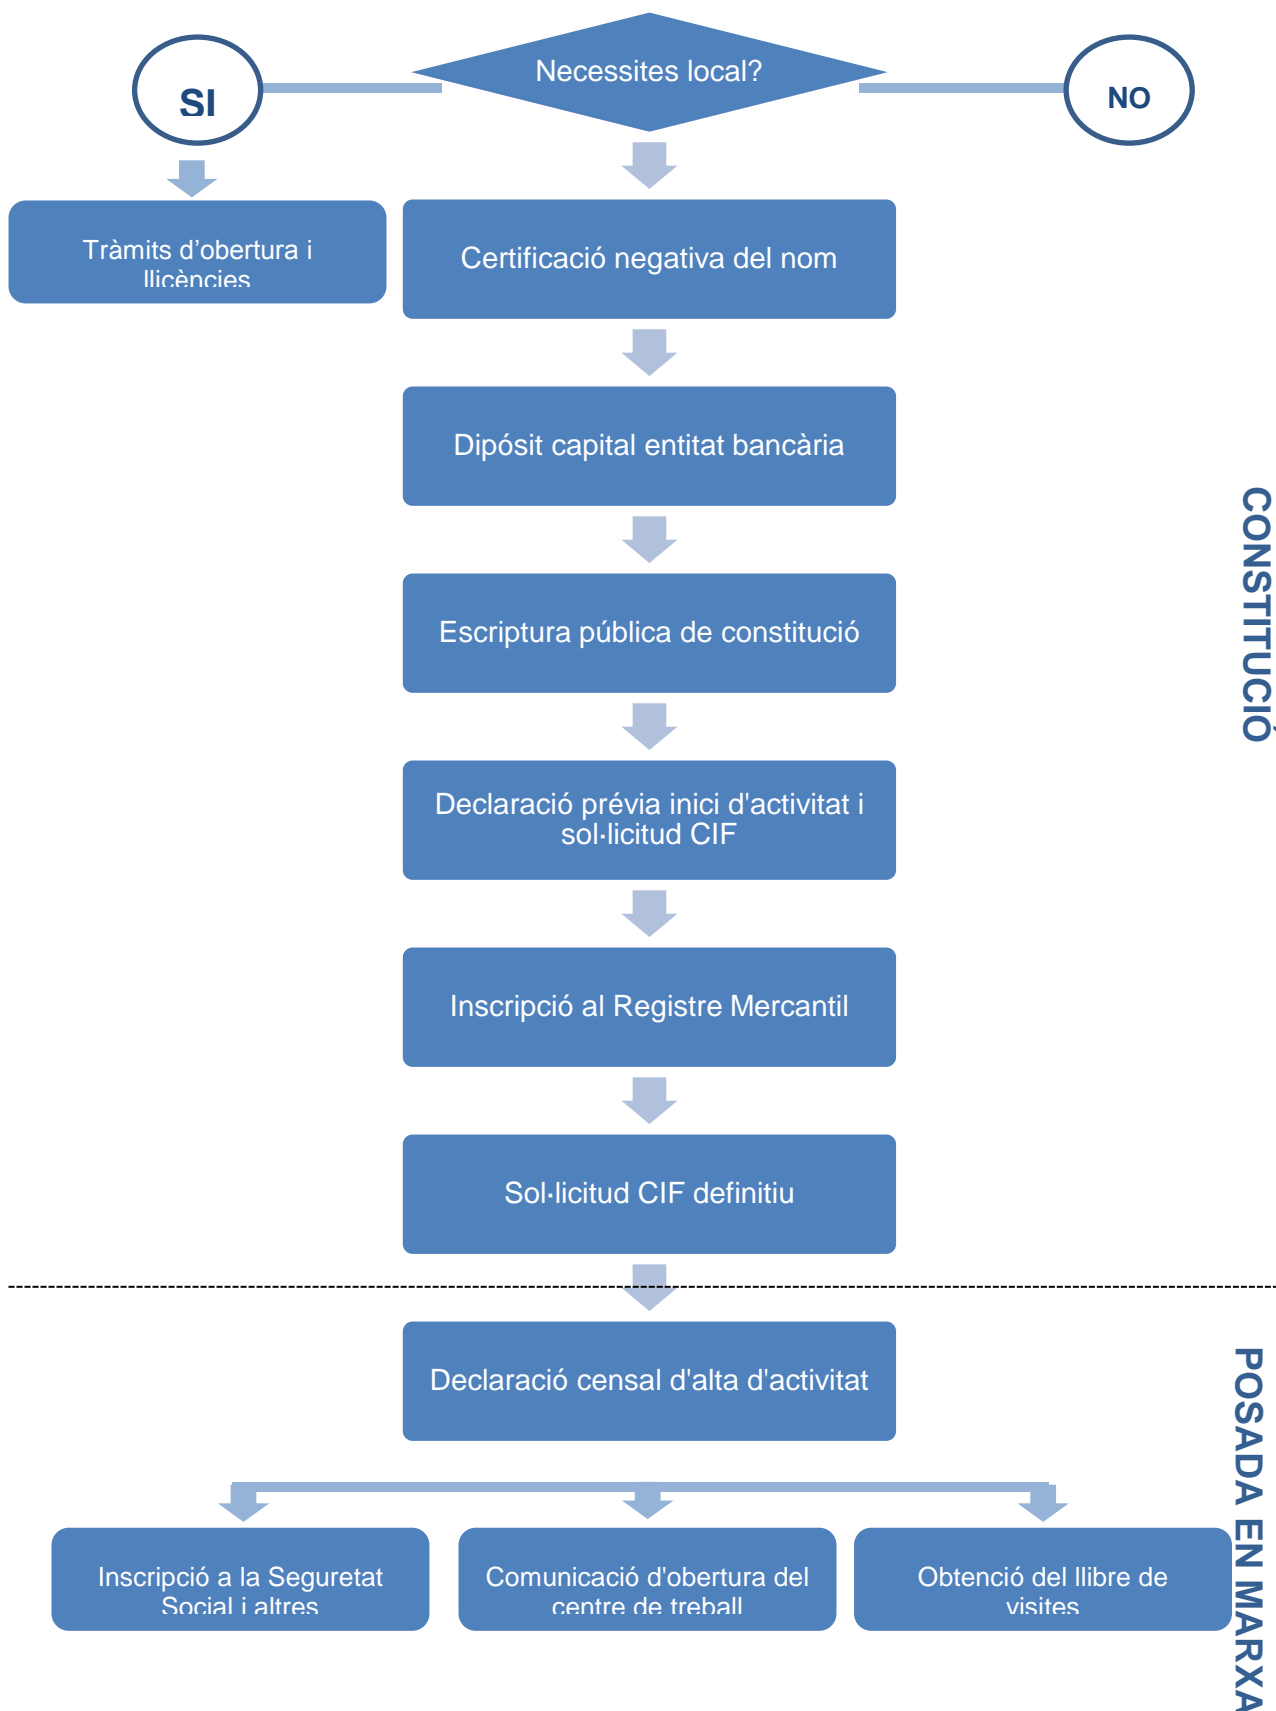 Necessites local?
SI
NO
Tràmits d’obertura i
llicències
Certificació negativa del nom
Dipósit capital entitat bancària
CONSTITUCIÓ
Escriptura pública de constitució
Declaració prévia inici d'activitat i
sol·licitud CIF
Inscripció al Registre Mercantil
Sol·licitud CIF definitiu
Declaració censal d'alta d'activitat
POSADA EN MARXA
Inscripció a la Seguretat
Social i altres
Comunicació d'obertura del
centre de treball
Obtenció del llibre de
visites